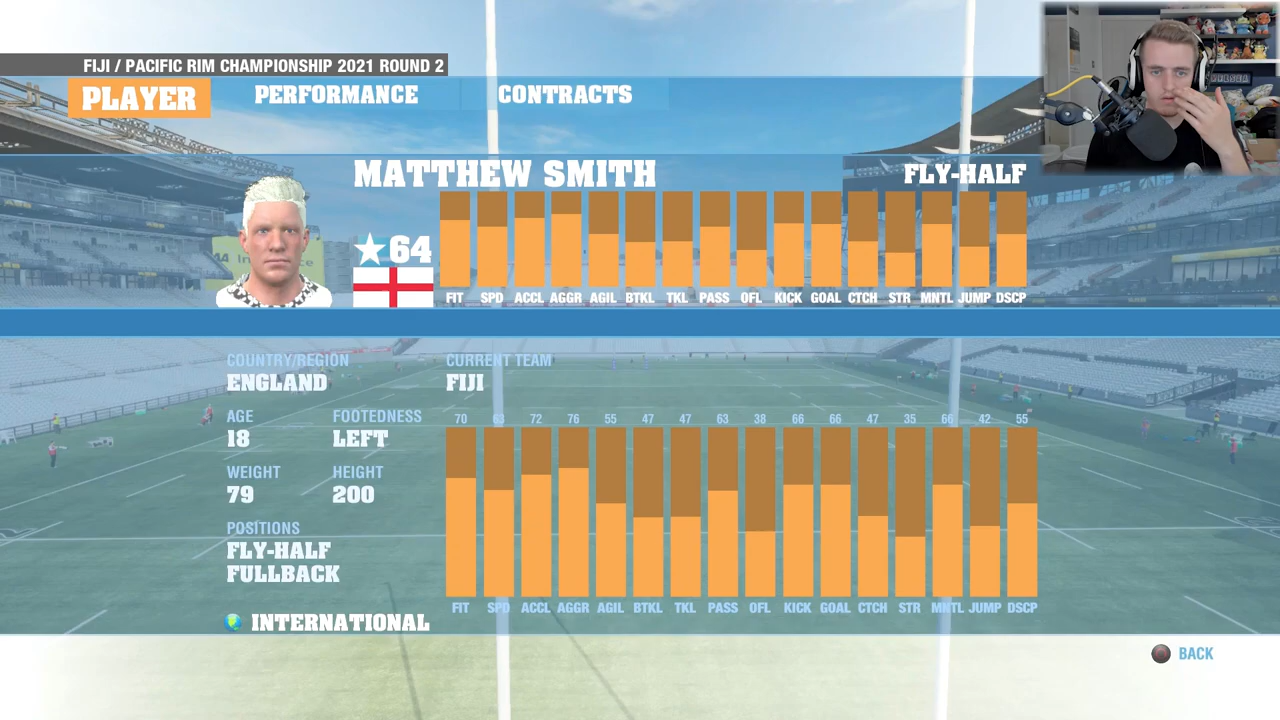 FIJI / PACIFIC RIM CHAMPIONSHIP 2021 ROUND 2
PLAYER PERFORMANCE CONTRACTS
MATTHEW SMITH FLY-HALF
64
FIT SPD ACCL AGGR AGIL BTKL TKL PASS OFL KICK GOAL CTCH STR MNTL JUMP DSCP
COUNTRY/REGION CURRENT TEAM
ENGLAND FIJI
AGE FOOTEDNESS 70 63 72 76 55 47 47 63 38 66 66 47 35 66 42 55
18 LEFT
WEIGHT HEIGHT
79 200
POSITIONS
FLY-HALF
FULLBACK
FIT SPD ACCL AGGR AGIL BTKL TKL PASS OFL KICK GOAL CTCH STR MNTL JUMP DSCP
INTERNATIONAL
BACK